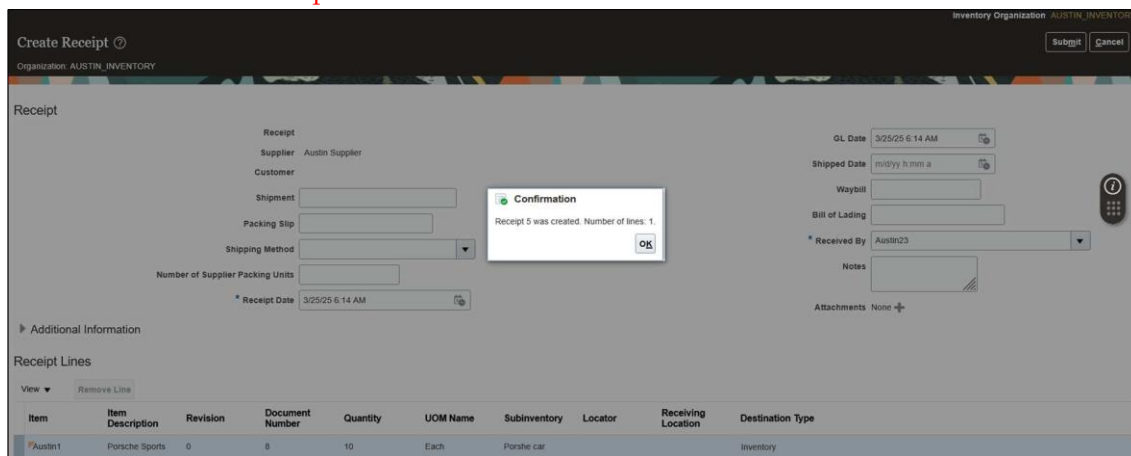 Inventory Organization AUSTIN_INVENTOR
Create Receipt
Submit Cancel
Organization: AUSTIN_INVENTORY
Receipt
Receipt
Supplier Austin Supplier
Customer
Shipment
Packing Slip
Shipping Method
Number of Supplier Packing Units
* Receipt Date 3/25/25 6:14 AM
GL Date 3/25/25 6:14 AM
Shipped Date m/d/yy h:mm a
Waybill
Bill of Lading
* Received By Austin23
Notes
Attachments None
Confirmation
Receipt 5 was created. Number of lines: 1.
OK
Additional Information
Receipt Lines
View Remove Line
Item Item Description Revision Document Number Quantity UOM Name Subinventory Locator Receiving Location Destination Type
Austin1 Porsche Sports 0 8 10 Each Porshe car Inventory